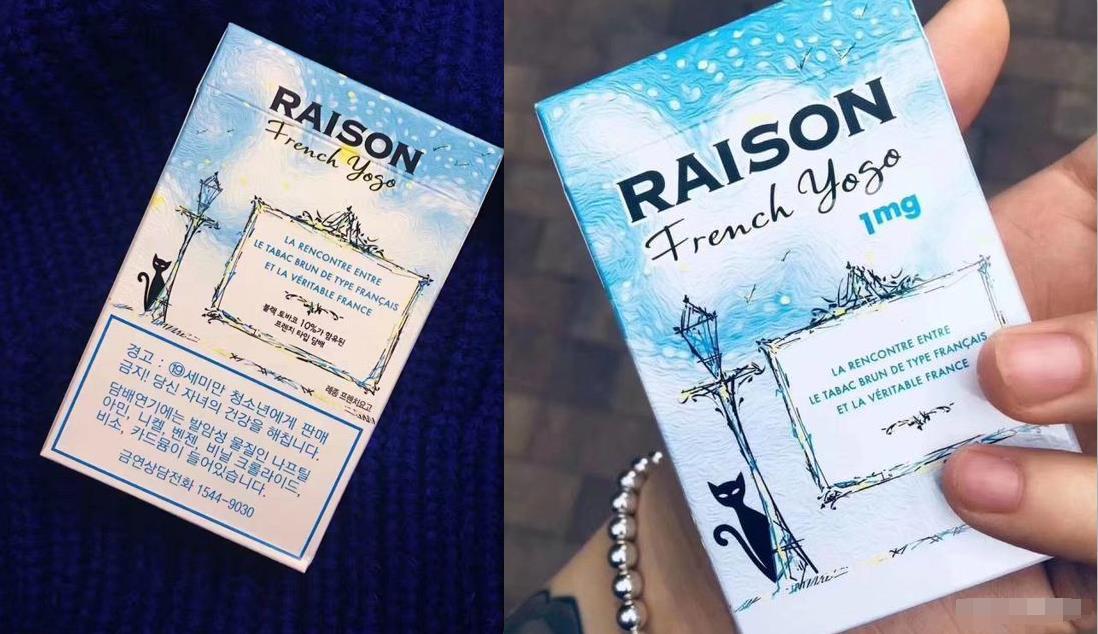 RAISON
French Yogo
LA RENCONTRE ENTRE
LE TABAC BRUN DE TYPE FRANÇAIS
ET LA VÉRITABLE FRANCE
블랙 토바코 10%가 함유된
프렌치 타입 담배
레종 프렌치요고
경고 : ⑲세미만 청소년에게 판매
금지! 당신 자녀의 건강을 해칩니다.
담배연기에는 발암성 물질인 나프틸
아민, 니켈, 벤젠, 비닐 크롤라이드,
비소, 카드뮴이 들어있습니다.
금연상담전화 1544-9030
RAISON
French Yogo
1mg
LA RENCONTRE ENTRE
LE TABAC BRUN DE TYPE FRANÇAIS
ET LA VÉRITABLE FRANCE